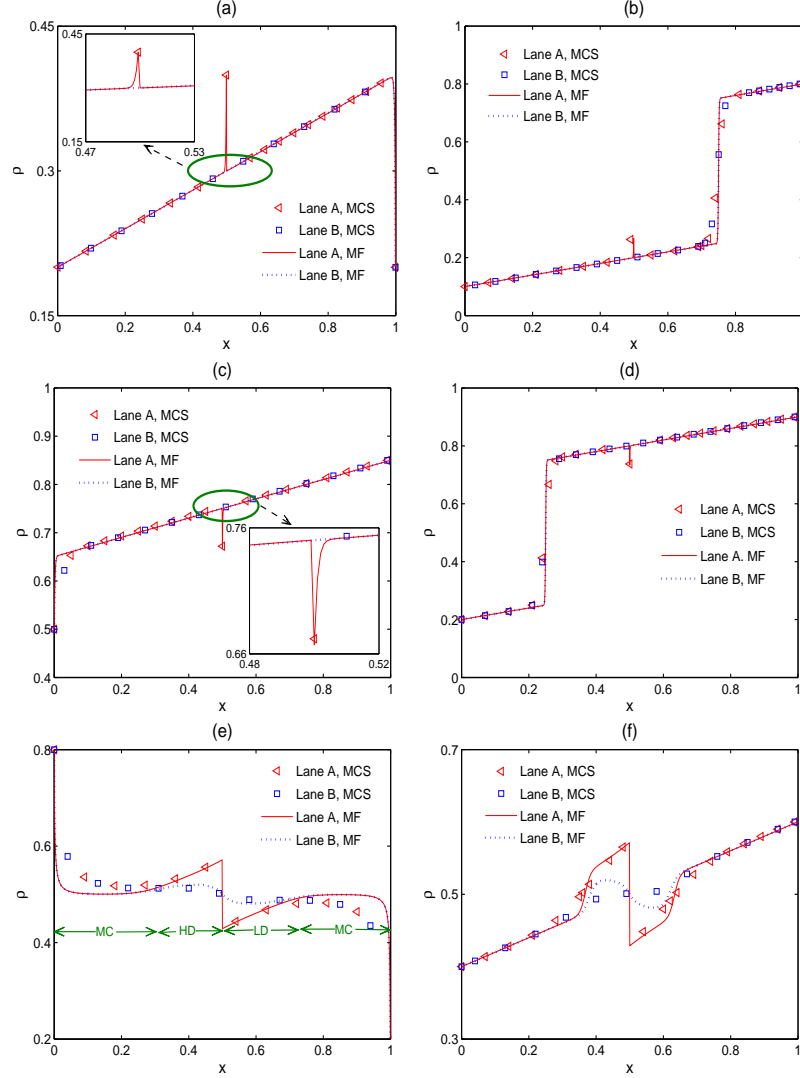 (a)
0.45
0.3
0.15
ρ
0 0.2 0.4 0.6 0.8 1
x
0.45
0.15
0.47 0.53
Lane A, MCS
Lane B, MCS
Lane A, MF
Lane B, MF
(b)
1
0.8
0.6
0.4
0.2
0
ρ
0 0.2 0.4 0.6 0.8
x
Lane A, MCS
Lane B, MCS
Lane A, MF
Lane B, MF
(c)
1
0.9
0.8
0.7
0.6
0.5
0.4
ρ
0 0.2 0.4 0.6 0.8 1
x
Lane A, MCS
Lane B, MCS
Lane A, MF
Lane B, MF
0.76
0.66
0.48 0.52
(d)
1
0.8
0.6
0.4
0.2
0
ρ
0 0.2 0.4 0.6 0.8 1
x
Lane A, MCS
Lane B, MCS
Lane A. MF
Lane B, MF
(e)
0.8
0.6
0.4
0.2
ρ
0 0.2 0.4 0.6 0.8 1
x
Lane A, MCS
Lane B, MCS
Lane A, MF
Lane B, MF
MC HD LD MC
(f)
0.7
0.5
0.3
ρ
0 0.2 0.4 0.6 0.8 1
x
Lane A, MCS
Lane B, MCS
Lane A, MF
Lane B, MF